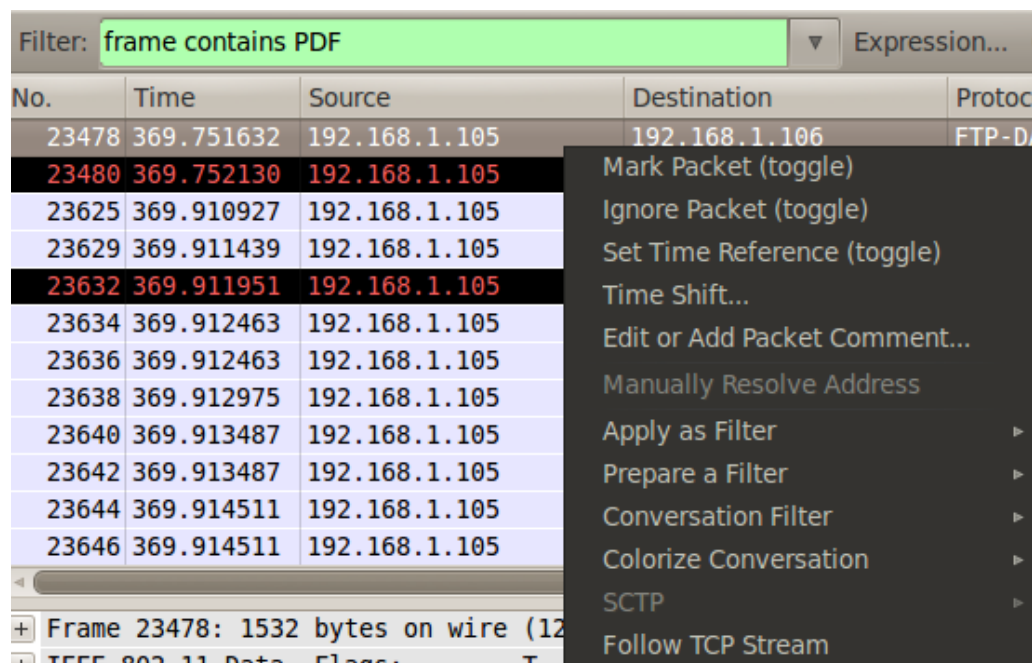 Filter: frame contains PDF Expression...
No. Time Source Destination Protoc
23478 369.751632 192.168.1.105 192.168.1.106 FTP-DA
23480 369.752130 192.168.1.105
Mark Packet (toggle)
23625 369.910927 192.168.1.105
Ignore Packet (toggle)
23629 369.911439 192.168.1.105
Set Time Reference (toggle)
23632 369.911951 192.168.1.105
Time Shift...
23634 369.912463 192.168.1.105
Edit or Add Packet Comment...
23636 369.912463 192.168.1.105
Manually Resolve Address
23638 369.912975 192.168.1.105
23640 369.913487 192.168.1.105
Apply as Filter
23642 369.913487 192.168.1.105
Prepare a Filter
23644 369.914511 192.168.1.105
Conversation Filter
23646 369.914511 192.168.1.105
Colorize Conversation
SCTP
+ Frame 23478: 1532 bytes on wire (12
Follow TCP Stream
IEEE 802.11 Data, Flags: .......T